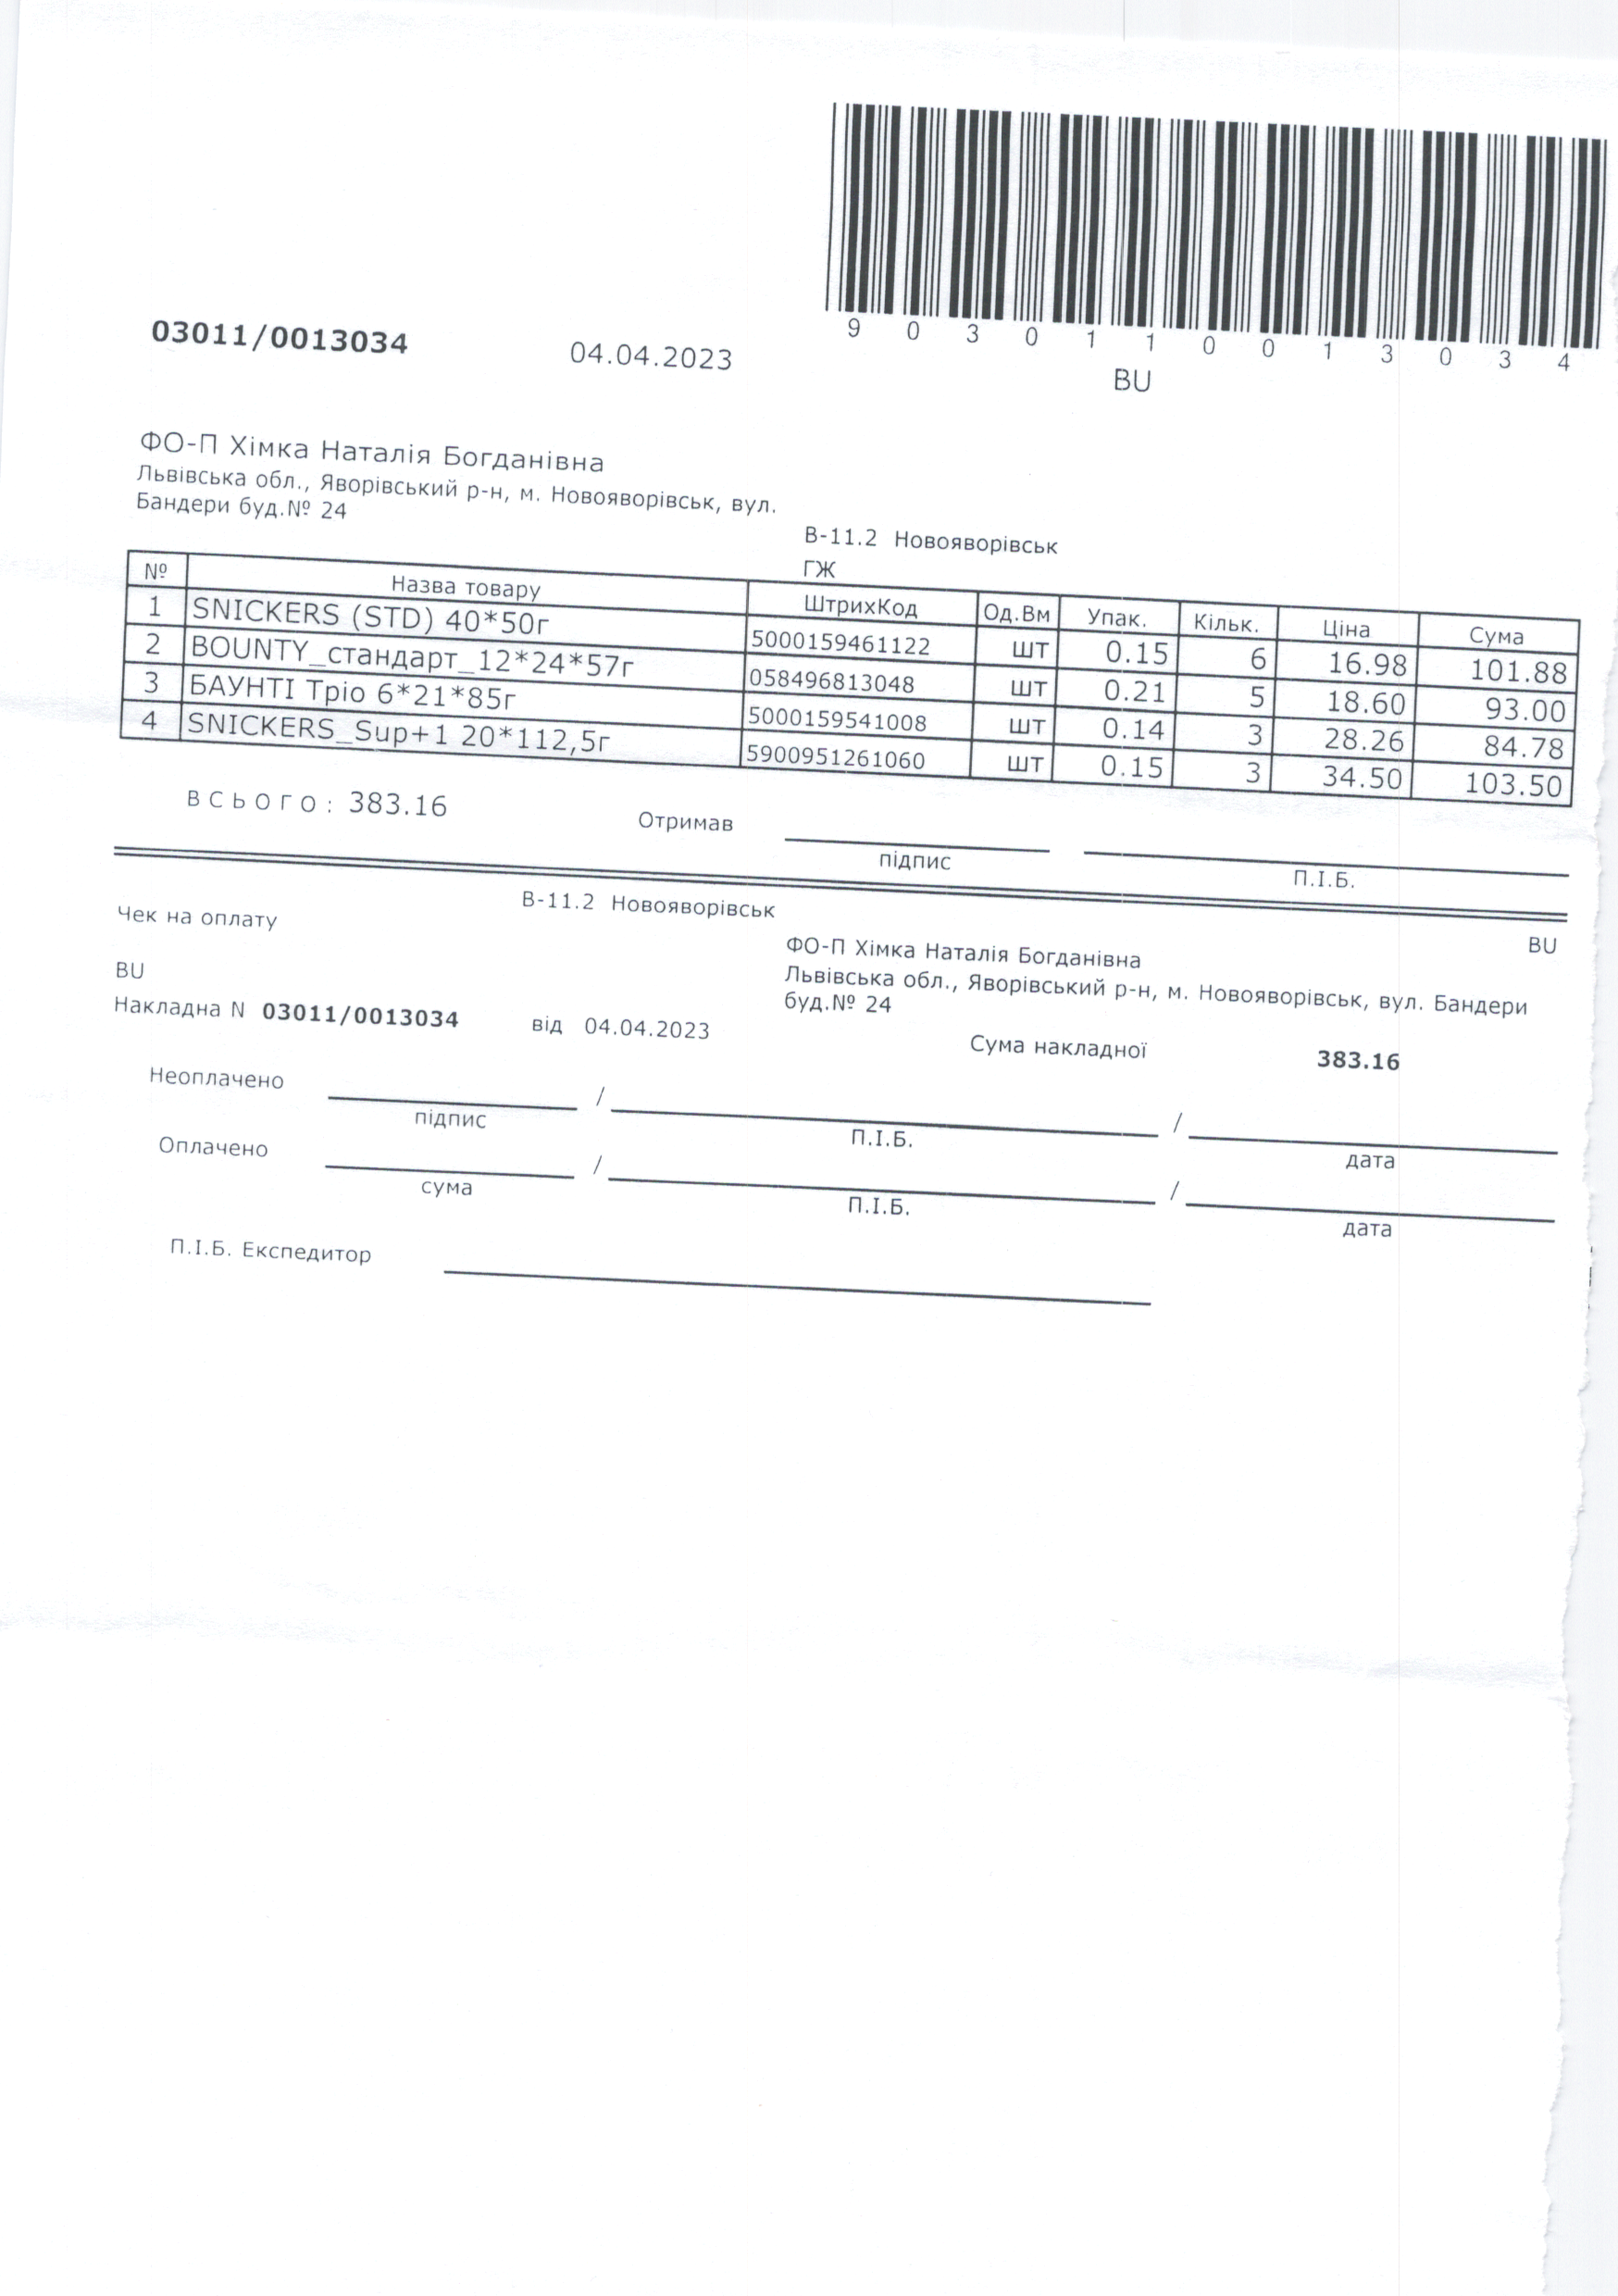 9 0 3 0 1 1 0 0 1 3 0 3 4
03011/0013034 04.04.2023 BU
ФО-П Хімка Наталія Богданівна
Львівська обл., Яворівський р-н, м. Новояворівськ, вул.
Бандери буд.№ 24
В-11.2 Новояворівськ
ГЖ
№ Назва товару ШтрихКод Од.Вм Упак. Кільк. Ціна Сума
1 SNICKERS (STD) 40*50г 5000159461122 шт 0.15 6 16.98 101.88
2 BOUNTY_стандарт_12*24*57г 058496813048 шт 0.21 5 18.60 93.00
3 БАУНТІ Тріо 6*21*85г 5000159541008 шт 0.14 3 28.26 84.78
4 SNICKERS_Sup+1 20*112,5г 5900951261060 шт 0.15 3 34.50 103.50
ВСЬОГО: 383.16 Отримав
підпис П.І.Б.
В-11.2 Новояворівськ
Чек на оплату
BU
ФО-П Хімка Наталія Богданівна
Львівська обл., Яворівський р-н, м. Новояворівськ, вул. Бандери
буд.№ 24
BU
Накладна N 03011/0013034 від 04.04.2023 Сума накладної 383.16
Неоплачено / /
підпис П.І.Б. дата
Оплачено / /
сума П.І.Б. дата
П.І.Б. Експедитор